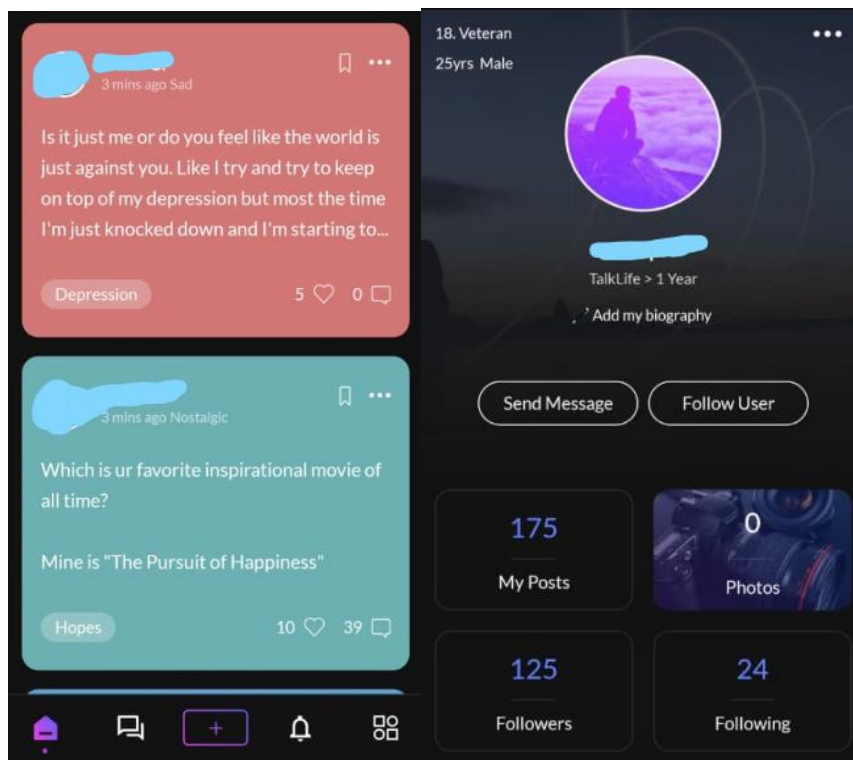 3 mins ago Sad
Is it just me or do you feel like the world is
just against you. Like I try and try to keep
on top of my depression but most the time
I'm just knocked down and I'm starting to...
Depression
5
0
3 mins ago Nostalgic
Which is ur favorite inspirational movie of
all time?
Mine is "The Pursuit of Happiness"
Hopes
10
39
18. Veteran
25yrs Male
TalkLife > 1 Year
Add my biography
Send Message
Follow User
175
My Posts
0
Photos
125
Followers
24
Following